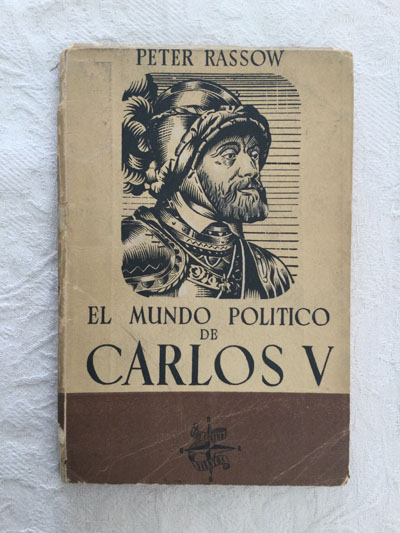 PETER RASSOW
EL MUNDO POLITICO
DE
CARLOS V